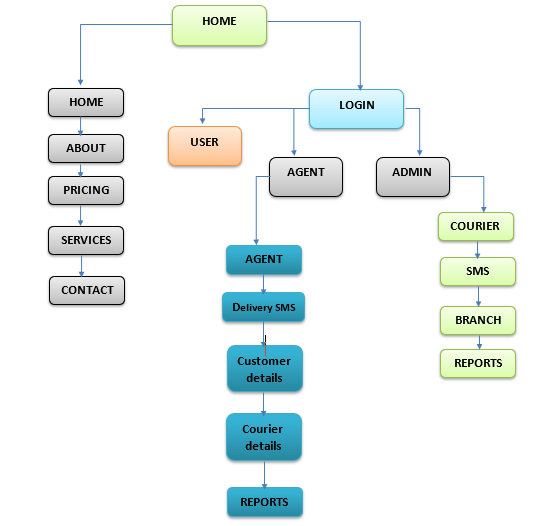 HOME
LOGIN
HOME
ABOUT
PRICING
SERVICES
CONTACT
USER
AGENT
ADMIN
AGENT
Delivery SMS
Customer
details
Courier
details
REPORTS
COURIER
SMS
BRANCH
REPORTS